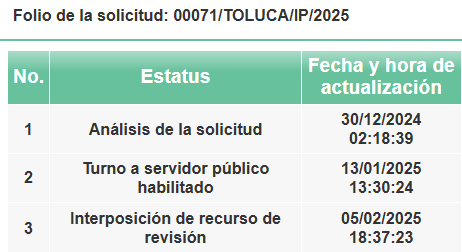 Folio de la solicitud: 00071/TOLUCA/IP/2025
No. Estatus Fecha y hora de
actualización
1 Análisis de la solicitud 30/12/2024
02:18:39
2 Turno a servidor público
habilitado 13/01/2025
13:30:24
3 Interposición de recurso de
revisión 05/02/2025
18:37:23